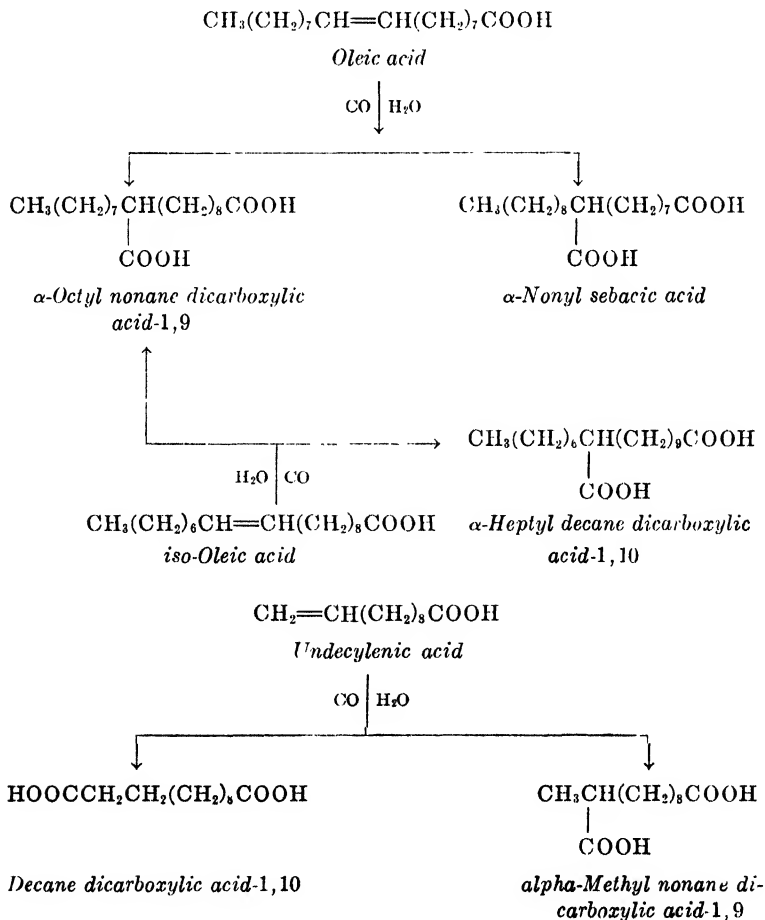 CH₃(CH₂)₇CH═CH(CH₂)₇COOH
Oleic acid
CO H₂O
CH₃(CH₂)₇CH(CH₂)₈COOH CH₃(CH₂)₈CH(CH₂)₇COOH
COOH COOH
α-Octyl nonane dicarboxylic α-Nonyl sebacic acid
acid-1,9
CH₃(CH₂)₆CH(CH₂)₉COOH
H₂O CO
COOH
CH₃(CH₂)₆CH═CH(CH₂)₈COOH α-Heptyl decane dicarboxylic
iso-Oleic acid acid-1,10
CH₂═CH(CH₂)₈COOH
Undecylenic acid
CO H₂O
HOOCCH₂CH₂(CH₂)₈COOH CH₃CH(CH₂)₈COOH
COOH
Decane dicarboxylic acid-1,10 alpha-Methyl nonane di-
carboxylic acid-1,9